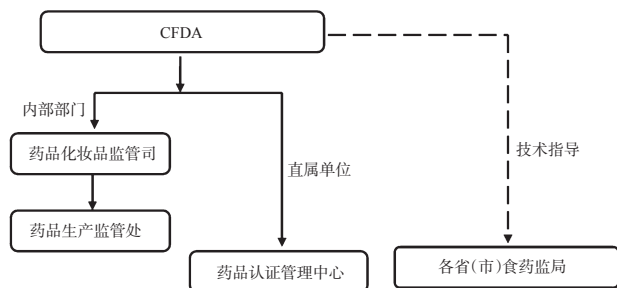 CFDA
内部部门
药品化妆品监管司
技术指导
直属单位
药品生产监管处
药品认证管理中心
各省(市)食药监局